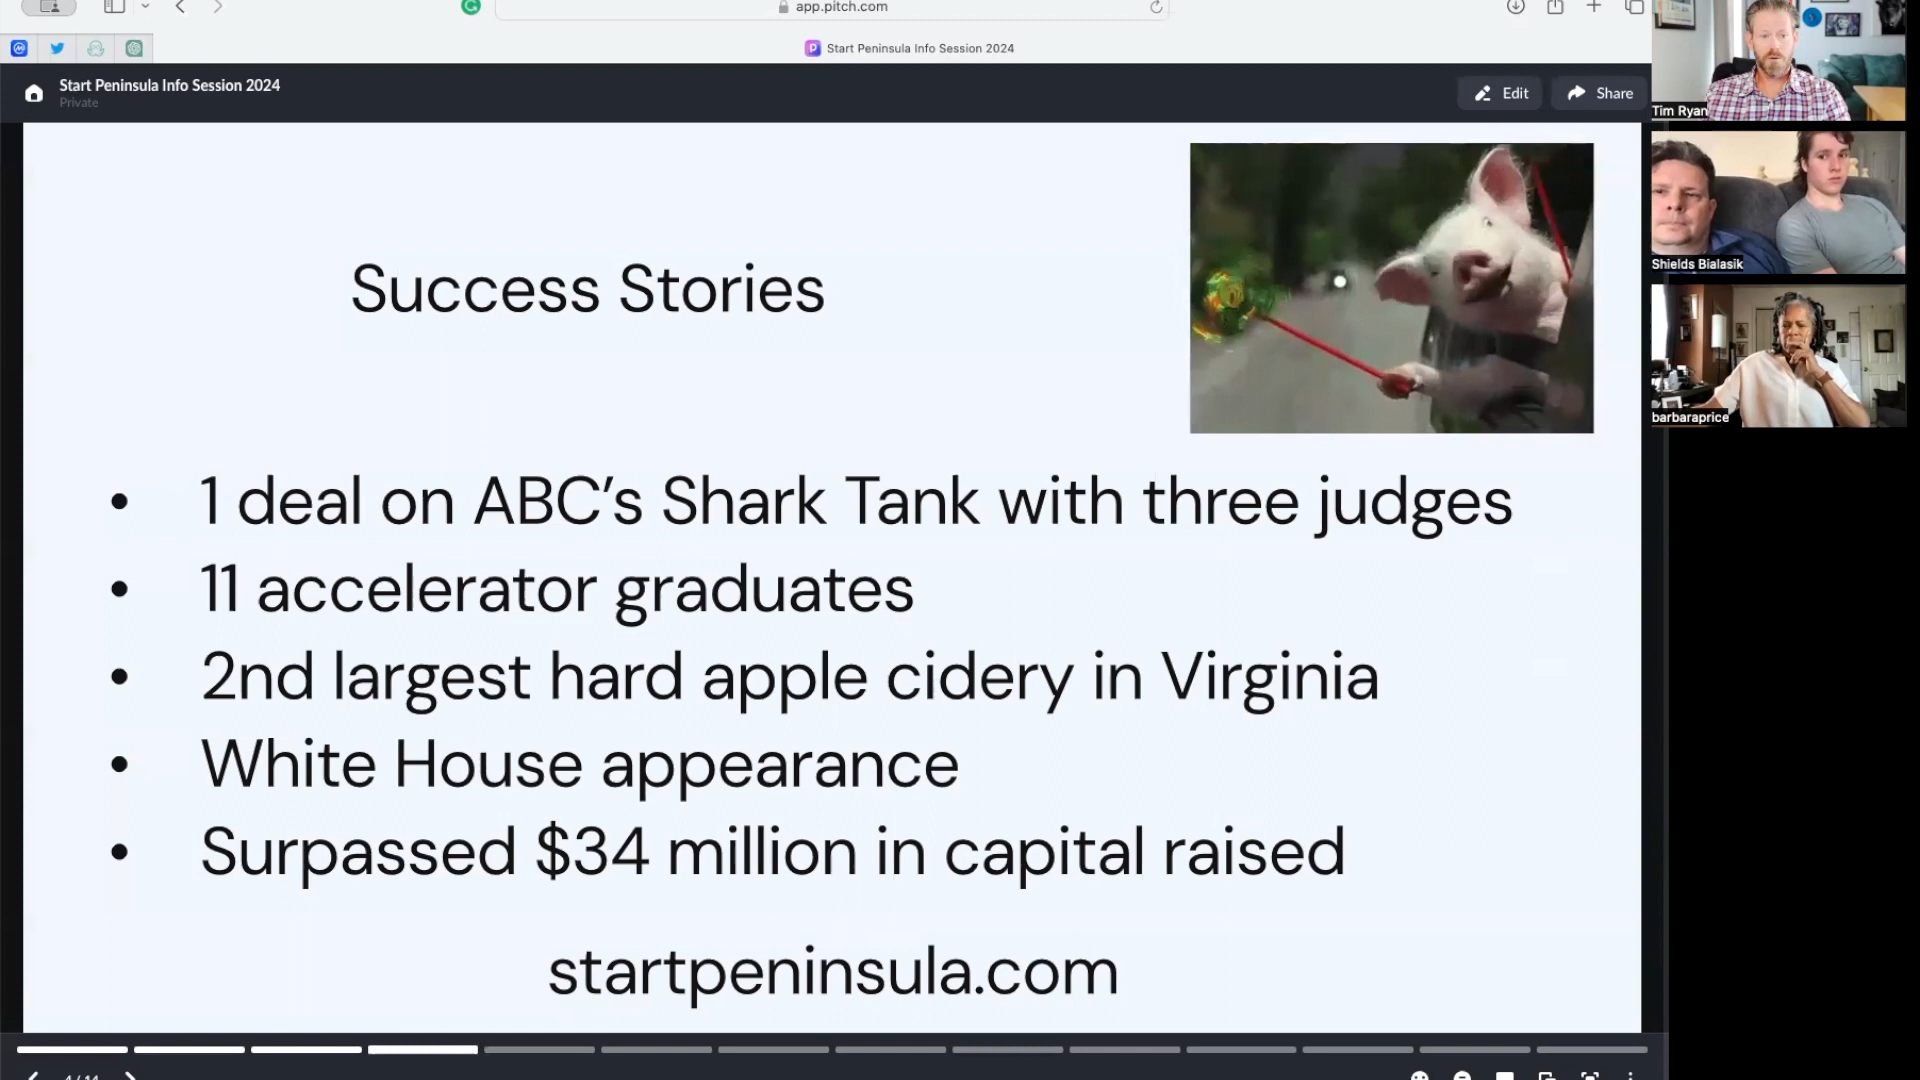 app.pitch.com
Start Peninsula Info Session 2024
Start Peninsula Info Session 2024
Private
Edit
Share
Tim Ryan
Shields Bialasik
barbaraprice
Success Stories
• 1 deal on ABC’s Shark Tank with three judges
• 11 accelerator graduates
• 2nd largest hard apple cidery in Virginia
• White House appearance
• Surpassed $34 million in capital raised
startpeninsula.com
4/14